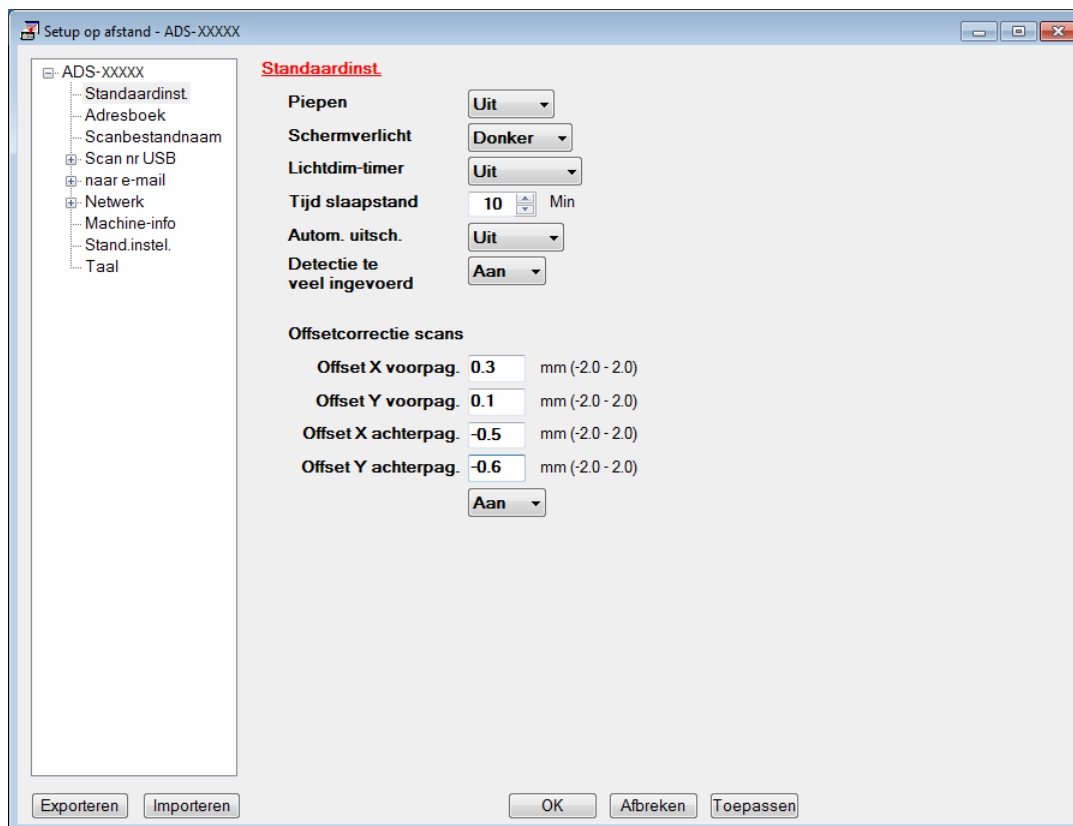 Setup op afstand - ADS-XXXXX
ADS-XXXXX
Standaardinst.
Adresboek
Scanbestandnaam
Scan nr USB
naar e-mail
Netwerk
Machine-info
Stand.instel.
Taal
Standaardinst.
Piepen Uit
Schermverlicht Donker
Lichtdim-timer Uit
Tijd slaapstand 10 Min
Autom. uitsch. Uit
Detectie te
veel ingevoerd Aan
Offsetcorrectie scans
Offset X voorpag. 0.3 mm (-2.0 - 2.0)
Offset Y voorpag. 0.1 mm (-2.0 - 2.0)
Offset X achterpag. -0.5 mm (-2.0 - 2.0)
Offset Y achterpag. -0.6 mm (-2.0 - 2.0)
Aan
Exporteren Importeren OK Afbreken Toepassen